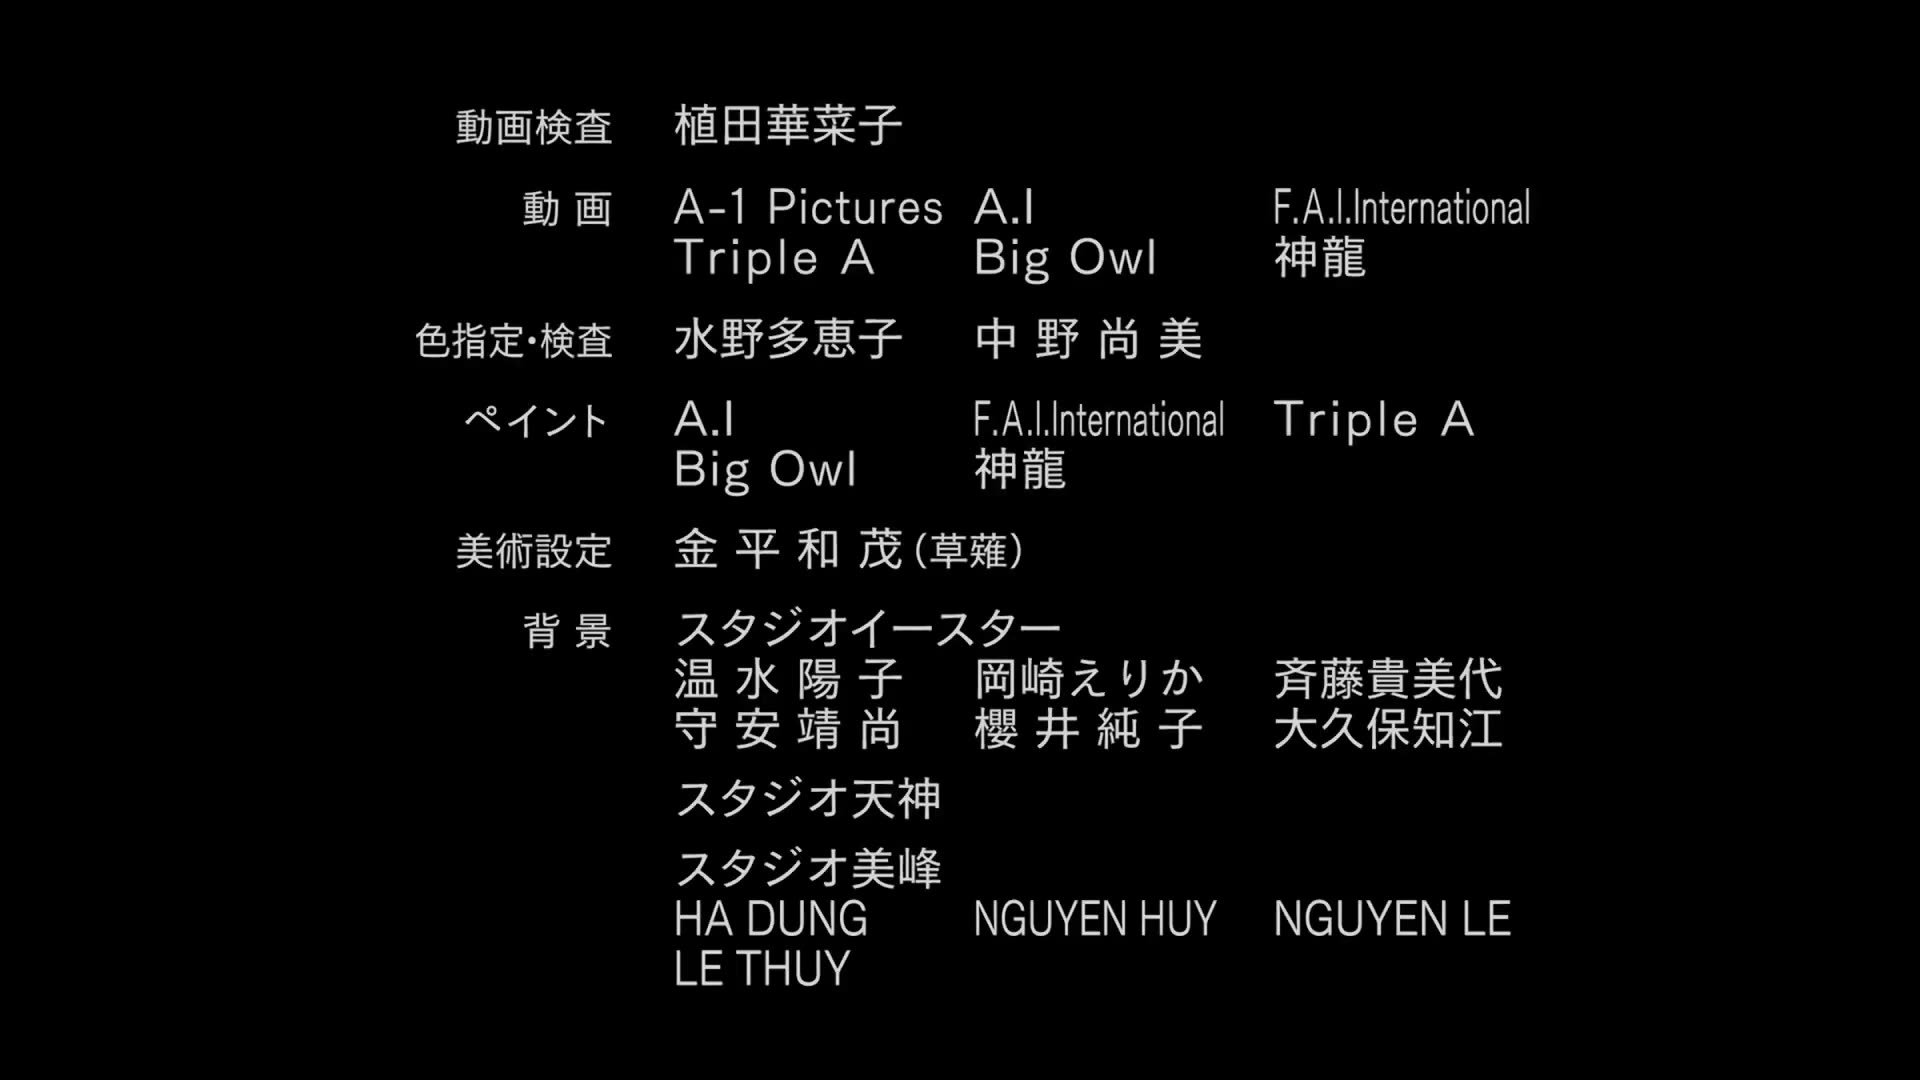 動画検査 植田華菜子
動画 A-1 Pictures A.I F.A.I.International
Triple A Big Owl 神龍
色指定・検査 水野多恵子 中野尚美
ペイント A.I F.A.I.International Triple A
Big Owl 神龍
美術設定 金平和茂(草薙)
背景 スタジオイースター
温水陽子 岡崎えりか 斉藤貴美代
守安靖尚 櫻井純子 大久保知江
スタジオ天神
スタジオ美峰
HA DUNG NGUYEN HUY NGUYEN LE
LE THUY